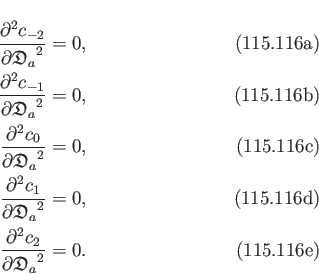 ∂²c₋₂/∂𝔇ₐ² = 0, (115.116a)
∂²c₋₁/∂𝔇ₐ² = 0, (115.116b)
∂²c₀/∂𝔇ₐ² = 0, (115.116c)
∂²c₁/∂𝔇ₐ² = 0, (115.116d)
∂²c₂/∂𝔇ₐ² = 0. (115.116e)